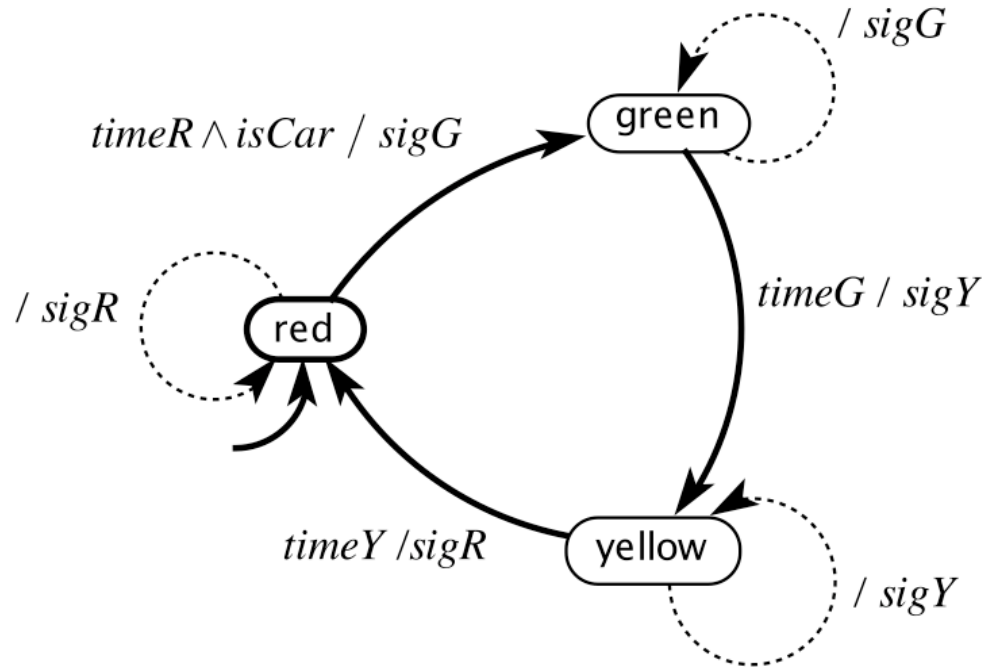 / sigG
green
timeR ∧ isCar / sigG
timeG / sigY
/ sigR
red
timeY /sigR
yellow
/ sigY